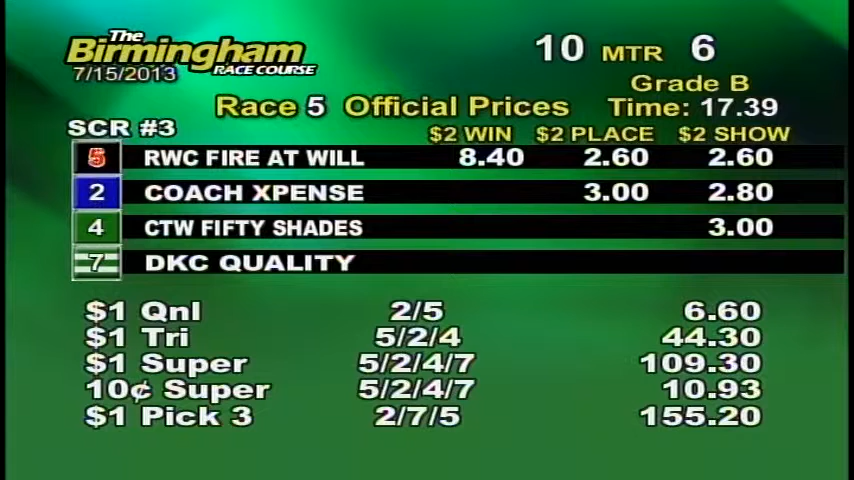 The
Birmingham
RACE COURSE
7/15/2013
10 MTR 6
Grade B
Race 5 Official Prices Time: 17.39
SCR #3
$2 WIN $2 PLACE $2 SHOW
5 RWC FIRE AT WILL 8.40 2.60 2.60
2 COACH XPENSE 3.00 2.80
4 CTW FIFTY SHADES 3.00
7 DKC QUALITY
$1 Qnl 2/5 6.60
$1 Tri 5/2/4 44.30
$1 Super 5/2/4/7 109.30
10¢ Super 5/2/4/7 10.93
$1 Pick 3 2/7/5 155.20